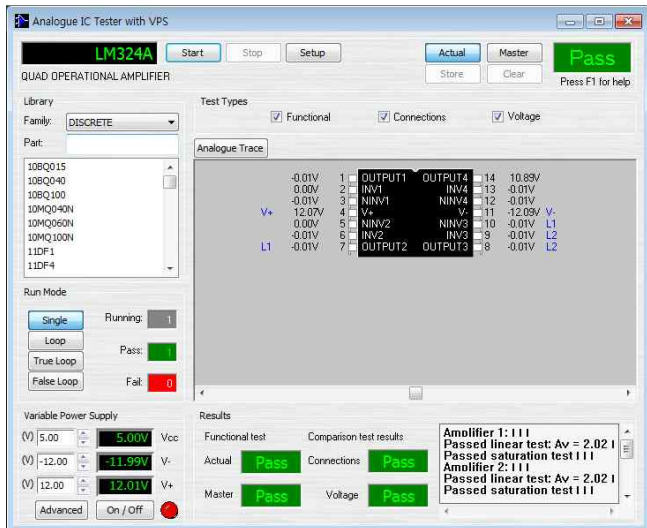 Analogue IC Tester with VPS
LM324A Start Stop Setup Actual Master Pass
QUAD OPERATIONAL AMPLIFIER Store Clear Press F1 for help
Library Test Types
Family: DISCRETE Functional Connections Voltage
Part:
Analogue Trace
10BQ015
10BQ040
10BQ100
10MQ040N
10MQ060N
10MQ100N
11DF1
11DF4
-0.01V 1 OUTPUT1 OUTPUT4 14 10.89V
0.00V 2 INV1 INV4 13 -0.01V
-0.01V 3 NINV1 NINV4 12 -0.01V
V+ 12.07V 4 V+ V- 11 -12.09V V-
0.00V 5 NINV2 NINV3 10 -0.01V L1
-0.01V 6 INV2 INV3 9 -0.01V L2
L1 -0.01V 7 OUTPUT2 OUTPUT3 8 -0.01V L2
Run Mode
Single Running: 1
Loop
True Loop Pass: 1
False Loop Fail: 0
Variable Power Supply
(V) 5.00 5.00V Vcc
(V) -12.00 -11.99V V-
(V) 12.00 12.01V V+
Advanced On / Off
Results
Functional test Comparison test results
Actual Pass Connections Pass
Master Pass Voltage Pass
Amplifier 1: I I I
Passed linear test: Av = 2.02 I
Passed saturation test I I I
Amplifier 2: I I I
Passed linear test: Av = 2.02 I
Passed saturation test I I I